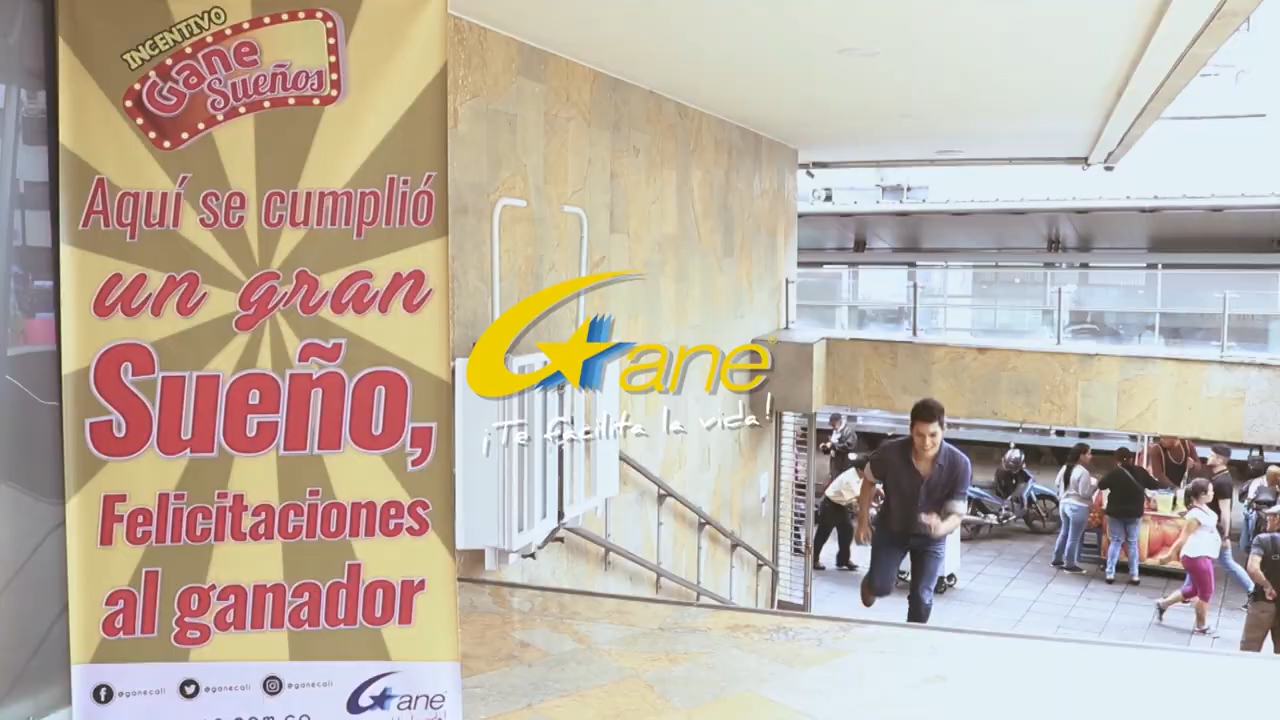 INCENTIVO
Gane
Sueños
Aquí se cumplió
un gran
Sueño,
Felicitaciones
al ganador
@ganecali @ganecali @ganecali
Gane
Gane
¡Te facilita la vida!